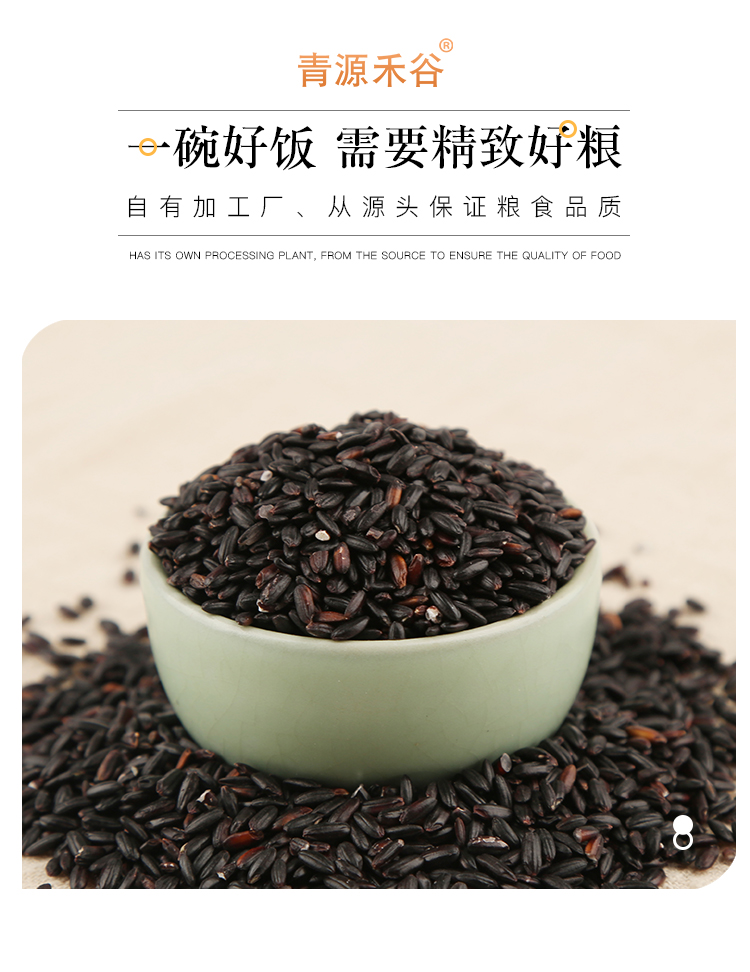 青源禾谷®
一碗好饭 需要精致好粮
自有加工厂、从源头保证粮食品质
HAS ITS OWN PROCESSING PLANT, FROM THE SOURCE TO ENSURE THE QUALITY OF FOOD